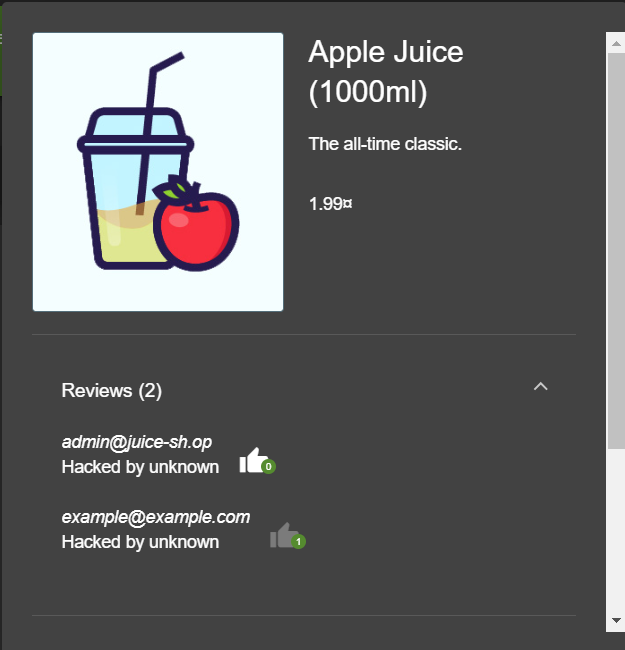 Apple Juice
(1000ml)
The all-time classic.
1.99¤
Reviews (2)
admin@juice-sh.op
Hacked by unknown 0
example@example.com
Hacked by unknown 1